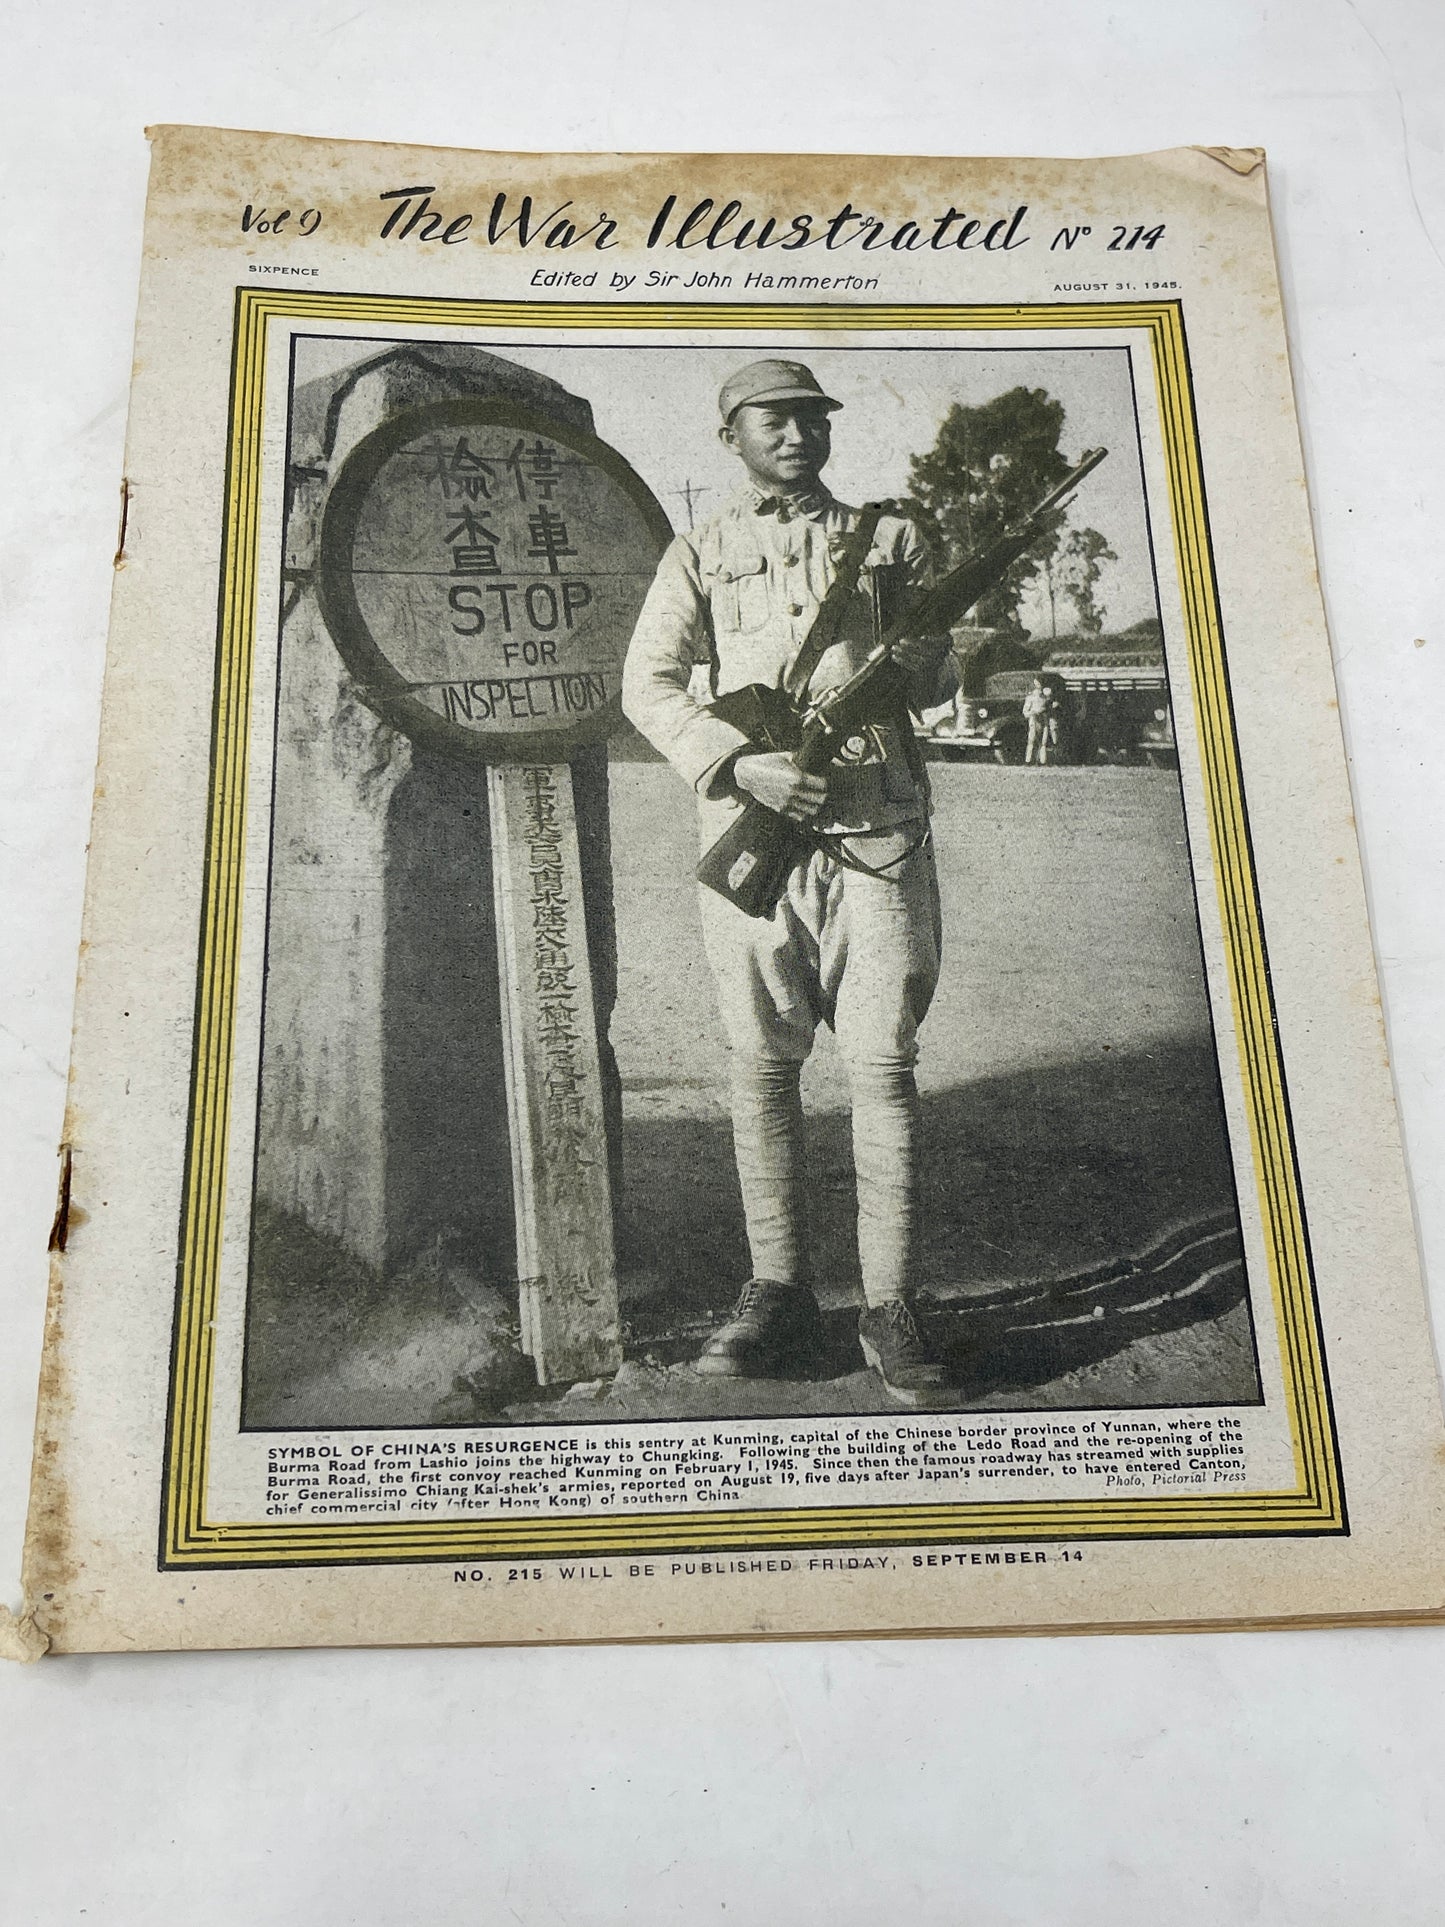 Vol 9 The War Illustrated Nº 214
SIXPENCE
Edited by Sir John Hammerton
AUGUST 31, 1945.
停車
檢查
STOP
FOR
INSPECTION
軍事委員會
SYMBOL OF CHINA'S RESURGENCE is this sentry at Kunming, capital of the Chinese border province of Yunnan, where the
Burma Road from Lashio joins the highway to Chungking. Following the building of the Ledo Road and the re-opening of the
Burma Road, the first convoy reached Kunming on February 1, 1945. Since then the famous roadway has streamed with supplies
for Generalissimo Chiang Kai-shek's armies, reported on August 19, five days after Japan's surrender, to have entered Canton,
chief commercial city (after Hong Kong) of southern China.
Photo, Pictorial Press
NO. 215 WILL BE PUBLISHED FRIDAY, SEPTEMBER 14